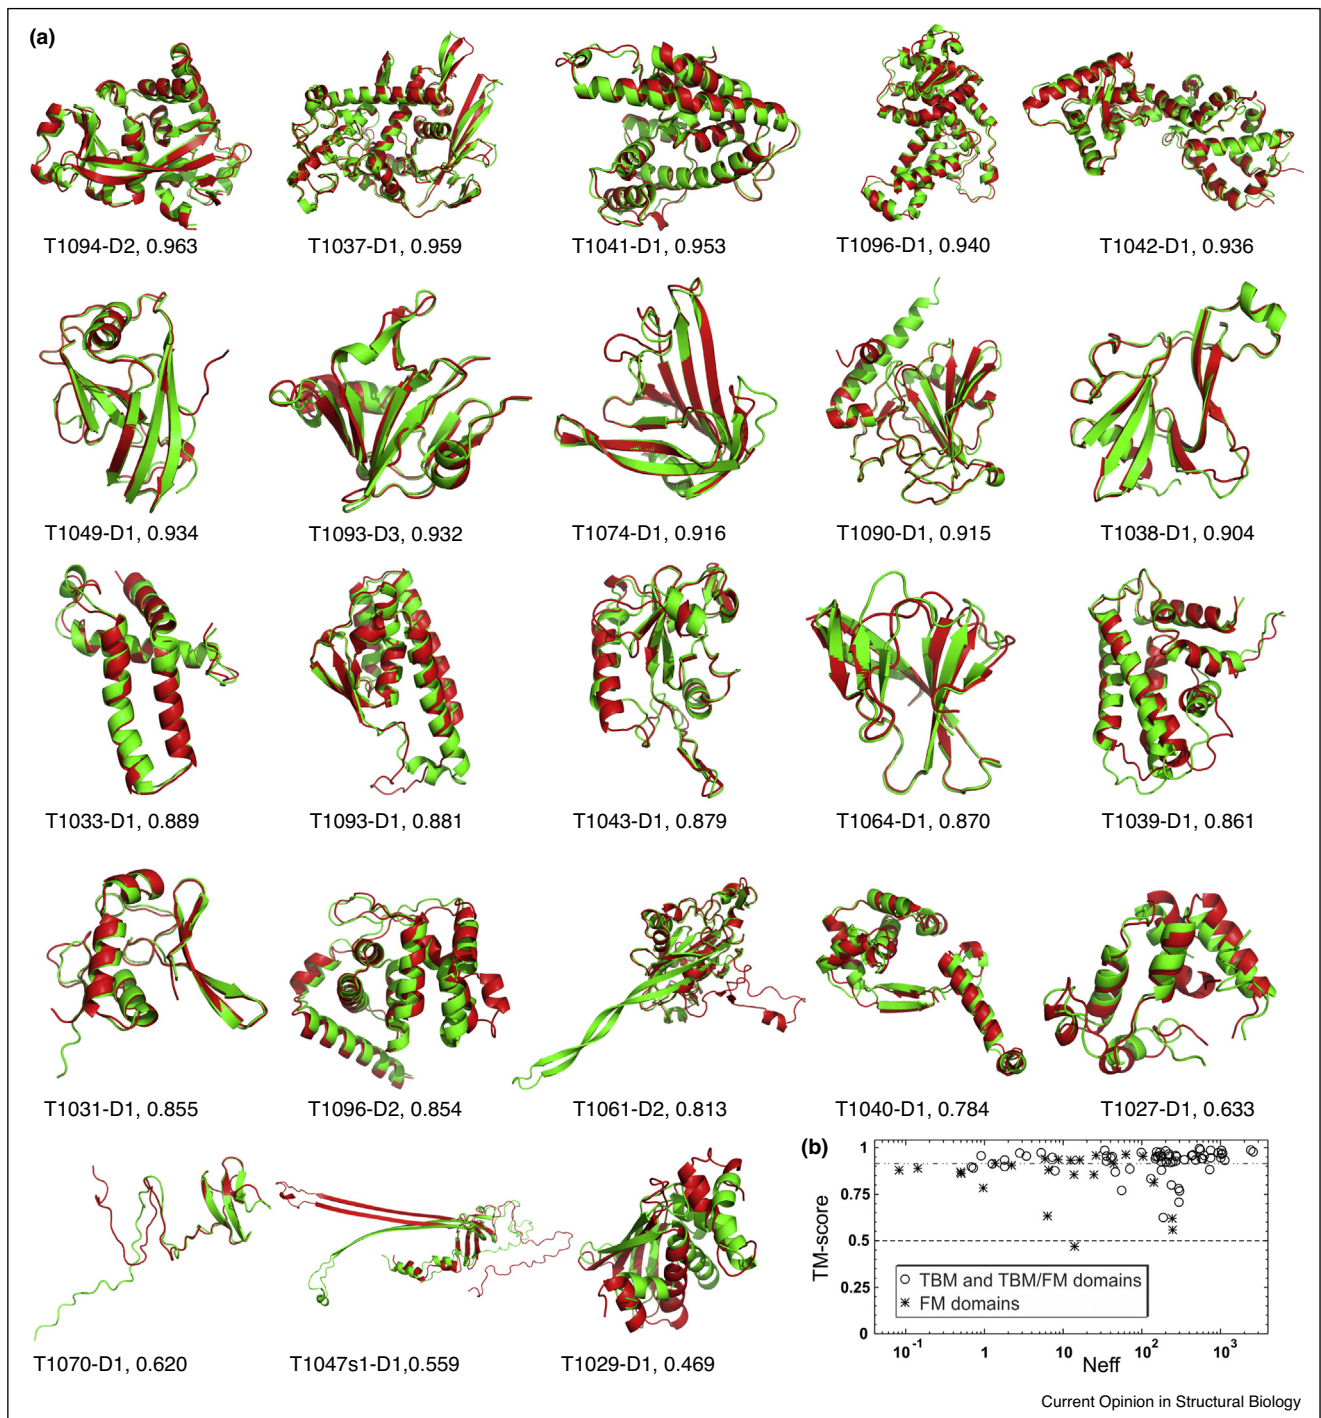 (a)
T1094-D2, 0.963
T1037-D1, 0.959
T1041-D1, 0.953
T1096-D1, 0.940
T1042-D1, 0.936
T1049-D1, 0.934
T1093-D3, 0.932
T1074-D1, 0.916
T1090-D1, 0.915
T1038-D1, 0.904
T1033-D1, 0.889
T1093-D1, 0.881
T1043-D1, 0.879
T1064-D1, 0.870
T1039-D1, 0.861
T1031-D1, 0.855
T1096-D2, 0.854
T1061-D2, 0.813
T1040-D1, 0.784
T1027-D1, 0.633
T1070-D1, 0.620
T1047s1-D1,0.559
T1029-D1, 0.469
(b)
1
0.75
0.5
0.25
0
TM-score
TBM and TBM/FM domains
FM domains
10-1
1
10
102
103
Neff
Current Opinion in Structural Biology